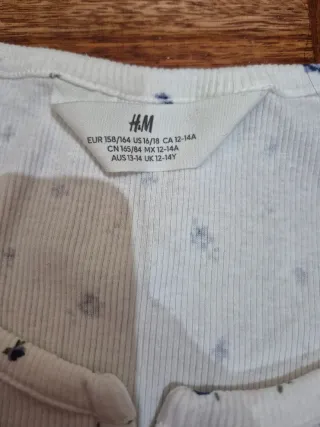 H&M
EUR 158/164 US 16/18 CA 12-14A
CN 165/84 MX 12-14A
AUS 13-14 UK 12-14Y